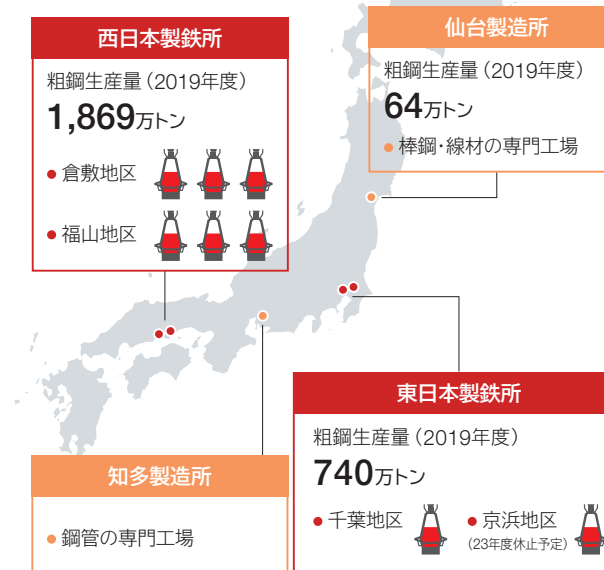 西日本製鉄所
粗鋼生産量（2019年度）
1,869万トン
● 倉敷地区
● 福山地区
仙台製造所
粗鋼生産量（2019年度）
64万トン
● 棒鋼・線材の専門工場
知多製造所
● 鋼管の専門工場
東日本製鉄所
粗鋼生産量（2019年度）
740万トン
● 千葉地区
● 京浜地区
（23年度休止予定）